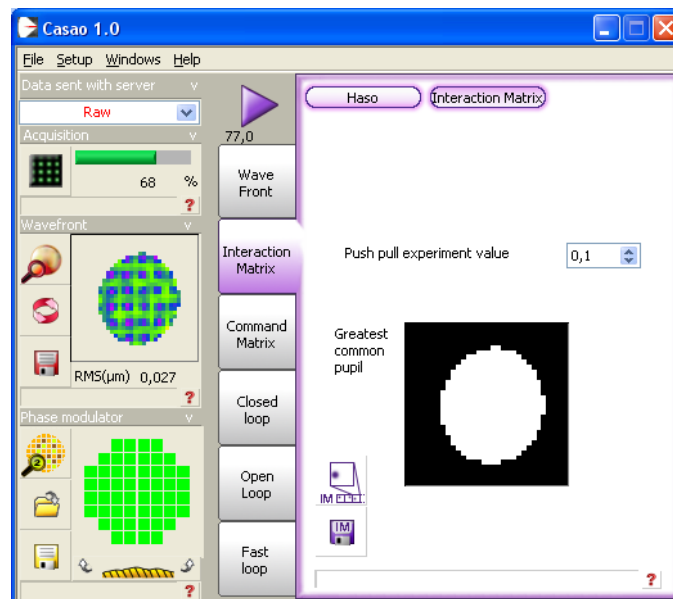 Casao 1.0
File Setup Windows Help
Data sent with server v
Raw
Acquisition v
68 %
?
Wavefront v
RMS(µm) 0,027
?
Phase modulator v
2
?
77,0
Wave
Front
Interaction
Matrix
Command
Matrix
Closed
loop
Open
Loop
Fast
loop
Haso
Interaction Matrix
Push pull experiment value 0,1
Greatest
common
pupil
IM
IM
?